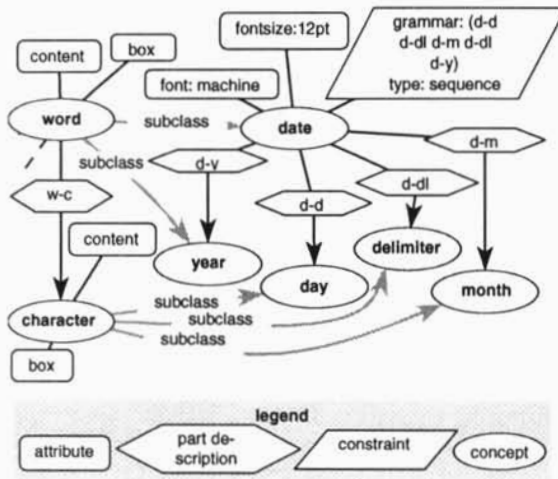 content
box
fontsize:12pt
grammar: (d-d
d-dl d-m d-dl
d-y)
type: sequence
font: machine
word
subclass
date
subclass
d-y
d-m
w-c
d-d
d-dl
content
year
delimiter
day
month
subclass
character
subclass
subclass
box
legend
attribute
part de-
scription
constraint
concept